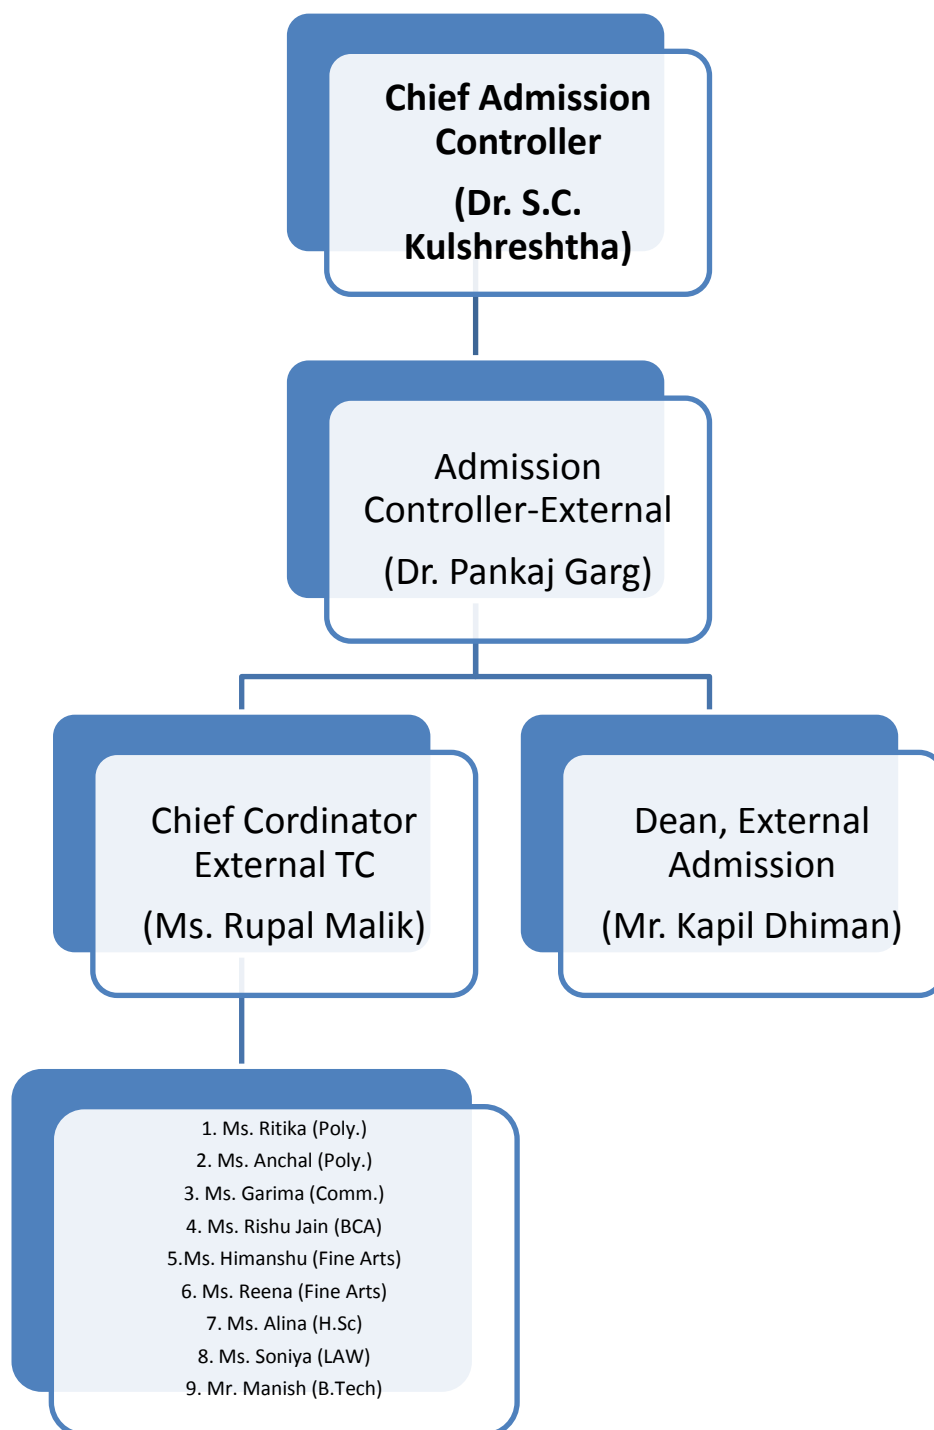 Chief Admission
Controller
(Dr. S.C.
Kulshreshtha)
Admission
Controller-External
(Dr. Pankaj Garg)
Chief Cordinator
External TC
(Ms. Rupal Malik)
Dean, External
Admission
(Mr. Kapil Dhiman)
1. Ms. Ritika (Poly.)
2. Ms. Anchal (Poly.)
3. Ms. Garima (Comm.)
4. Ms. Rishu Jain (BCA)
5.Ms. Himanshu (Fine Arts)
6. Ms. Reena (Fine Arts)
7. Ms. Alina (H.Sc)
8. Ms. Soniya (LAW)
9. Mr. Manish (B.Tech)